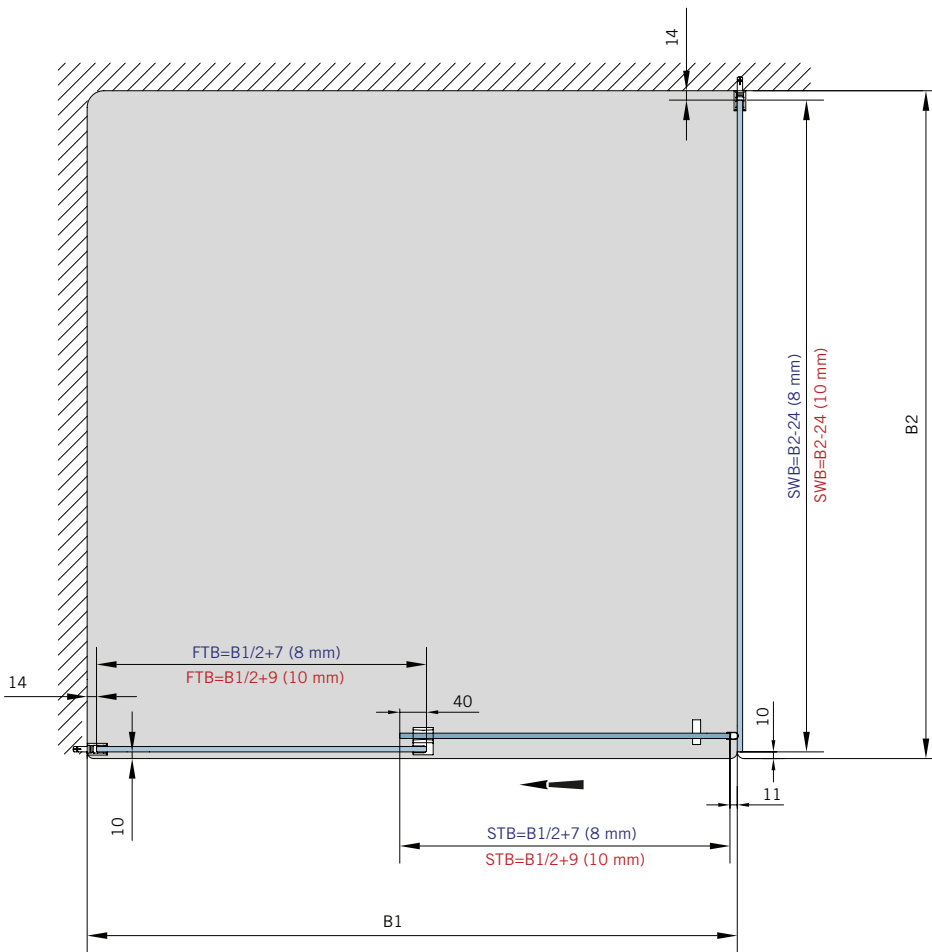 14
SWB=B2-24 (8 mm)
SWB=B2-24 (10 mm)
B2
FTB=B1/2+7 (8 mm)
FTB=B1/2+9 (10 mm)
14
40
10
10
11
STB=B1/2+7 (8 mm)
STB=B1/2+9 (10 mm)
B1